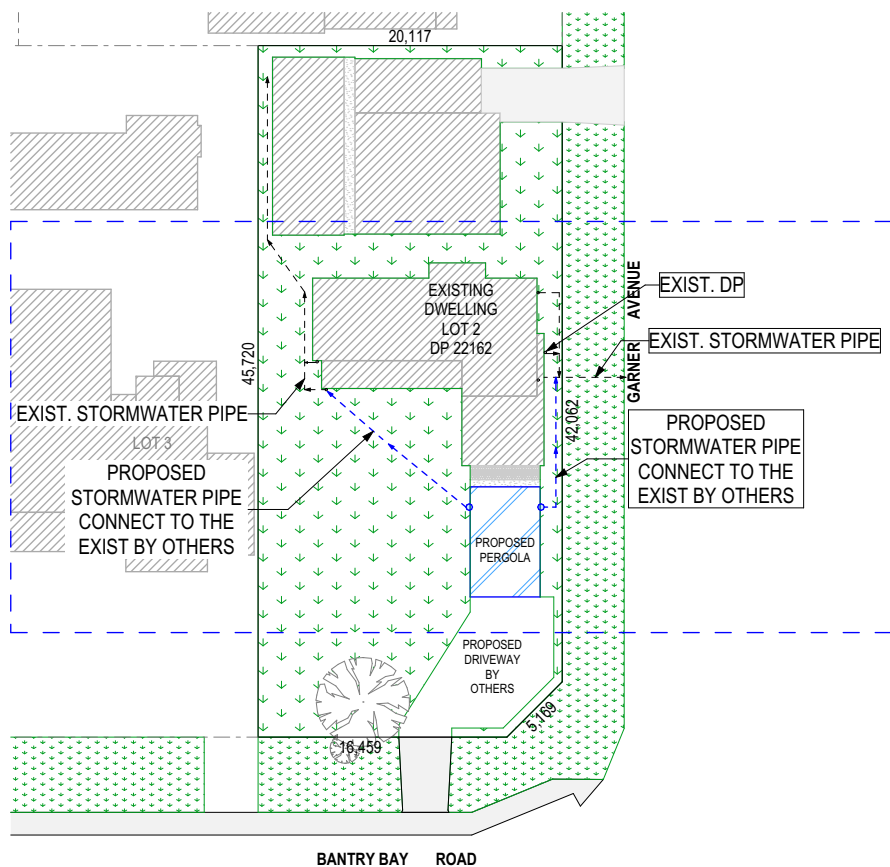 20,117
EXISTING
DWELLING
LOT 2
DP 22162
EXIST. DP
GARNER AVENUE
EXIST. STORMWATER PIPE
45,720
42,062
EXIST. STORMWATER PIPE
LOT 3
PROPOSED
STORMWATER PIPE
CONNECT TO THE
EXIST BY OTHERS
PROPOSED
STORMWATER PIPE
CONNECT TO THE
EXIST BY OTHERS
PROPOSED
PERGOLA
PROPOSED
DRIVEWAY
BY
OTHERS
5,169
16,459
BANTRY BAY ROAD